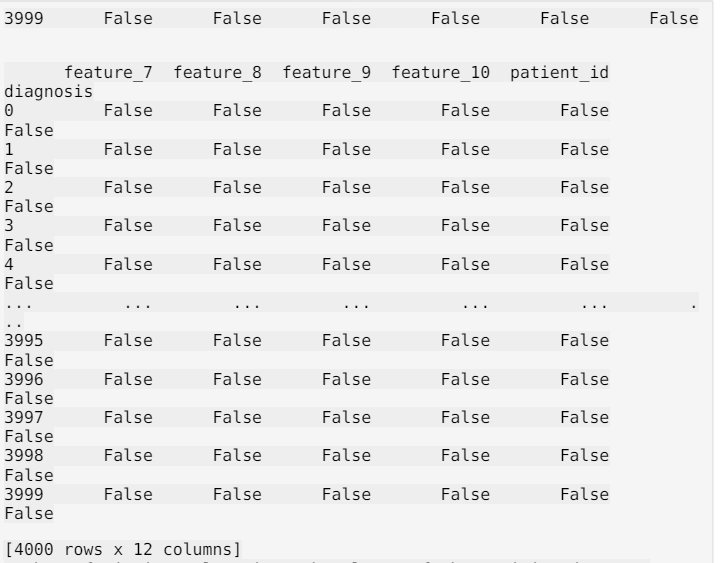 3999 False False False False False False
feature_7 feature_8 feature_9 feature_10 patient_id
diagnosis
0 False False False False False
False
1 False False False False False
False
2 False False False False False
False
3 False False False False False
False
4 False False False False False
False
... ... ... ... ... ... .
..
3995 False False False False False
False
3996 False False False False False
False
3997 False False False False False
False
3998 False False False False False
False
3999 False False False False False
False
[4000 rows x 12 columns]